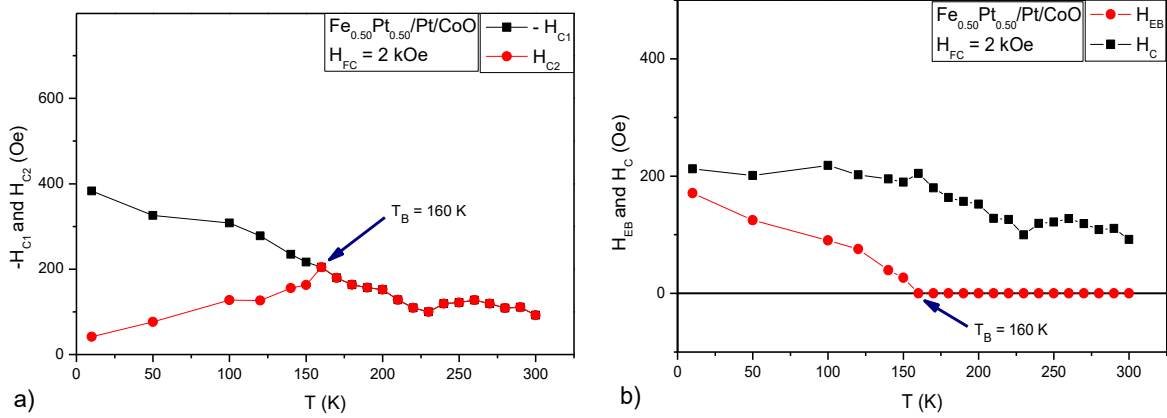 Fe0.50Pt0.50/Pt/CoO
HFC = 2 kOe
- HC1
HC2
600
400
200
0
-HC1 and HC2 (Oe)
TB = 160 K
0 50 100 150 200 250 300
T (K)
a)
Fe0.50Pt0.50/Pt/CoO
HFC = 2 kOe
HEB
HC
400
200
0
HEB and HC (Oe)
TB = 160 K
0 50 100 150 200 250 300
T (K)
b)